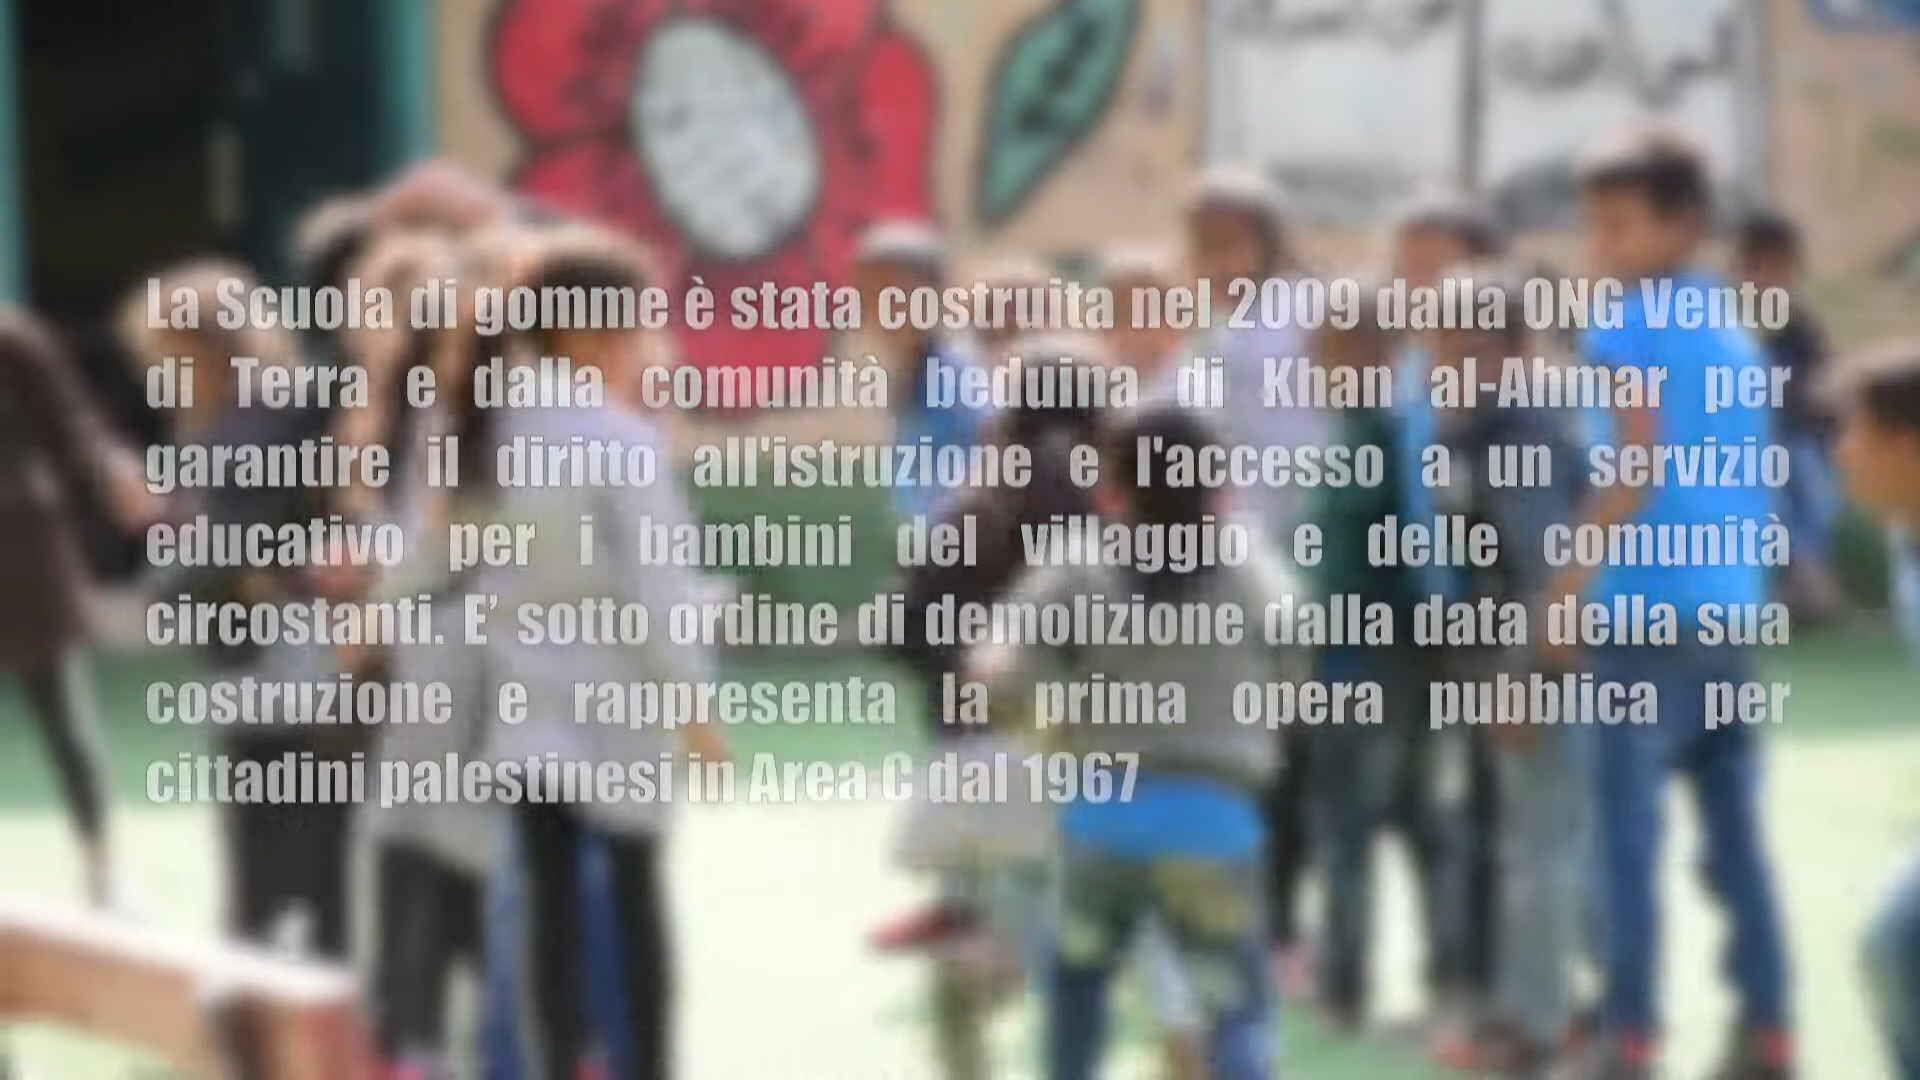 La Scuola di gomme è stata costruita nel 2009 dalla ONG Vento
di Terra e dalla comunità beduina di Khan al-Ahmar per
garantire il diritto all'istruzione e l'accesso a un servizio
educativo per i bambini del villaggio e delle comunità
circostanti. E’ sotto ordine di demolizione dalla data della sua
costruzione e rappresenta la prima opera pubblica per
cittadini palestinesi in Area C dal 1967